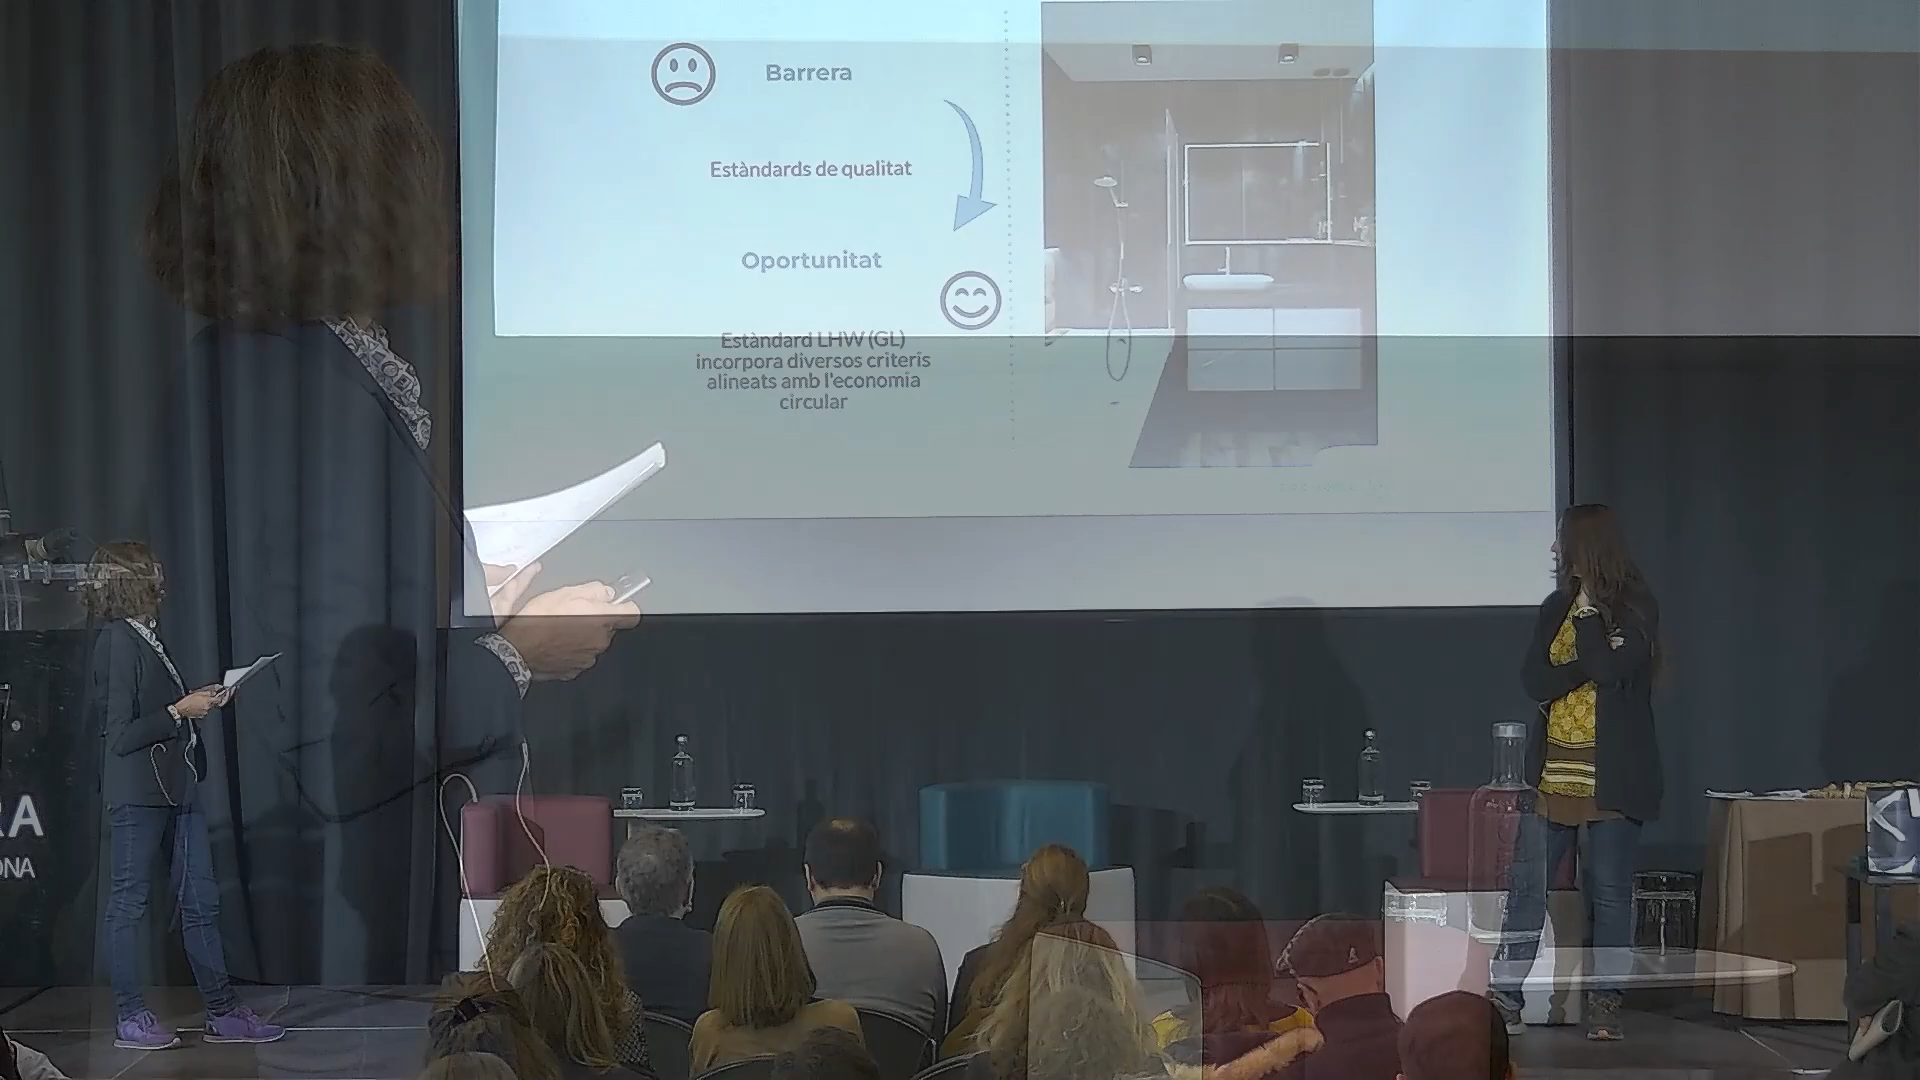 Barrera
Estàndards de qualitat
Oportunitat
Estàndard LHW (GL)
incorpora diversos criteris
alineats amb l'economia
circular
RA
ONA